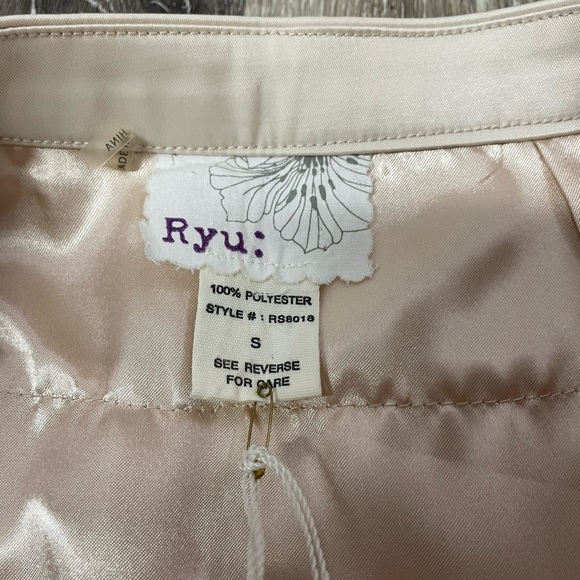 Ryu:
100% POLYESTER
STYLE # : RS8018
S
SEE REVERSE
FOR CARE